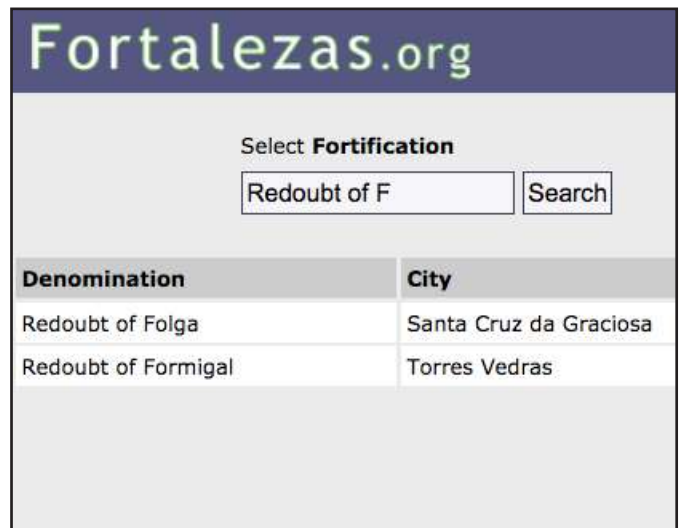 Fortalezas.org
Select Fortification
Redoubt of F Search
Denomination City
Redoubt of Folga Santa Cruz da Graciosa
Redoubt of Formigal Torres Vedras